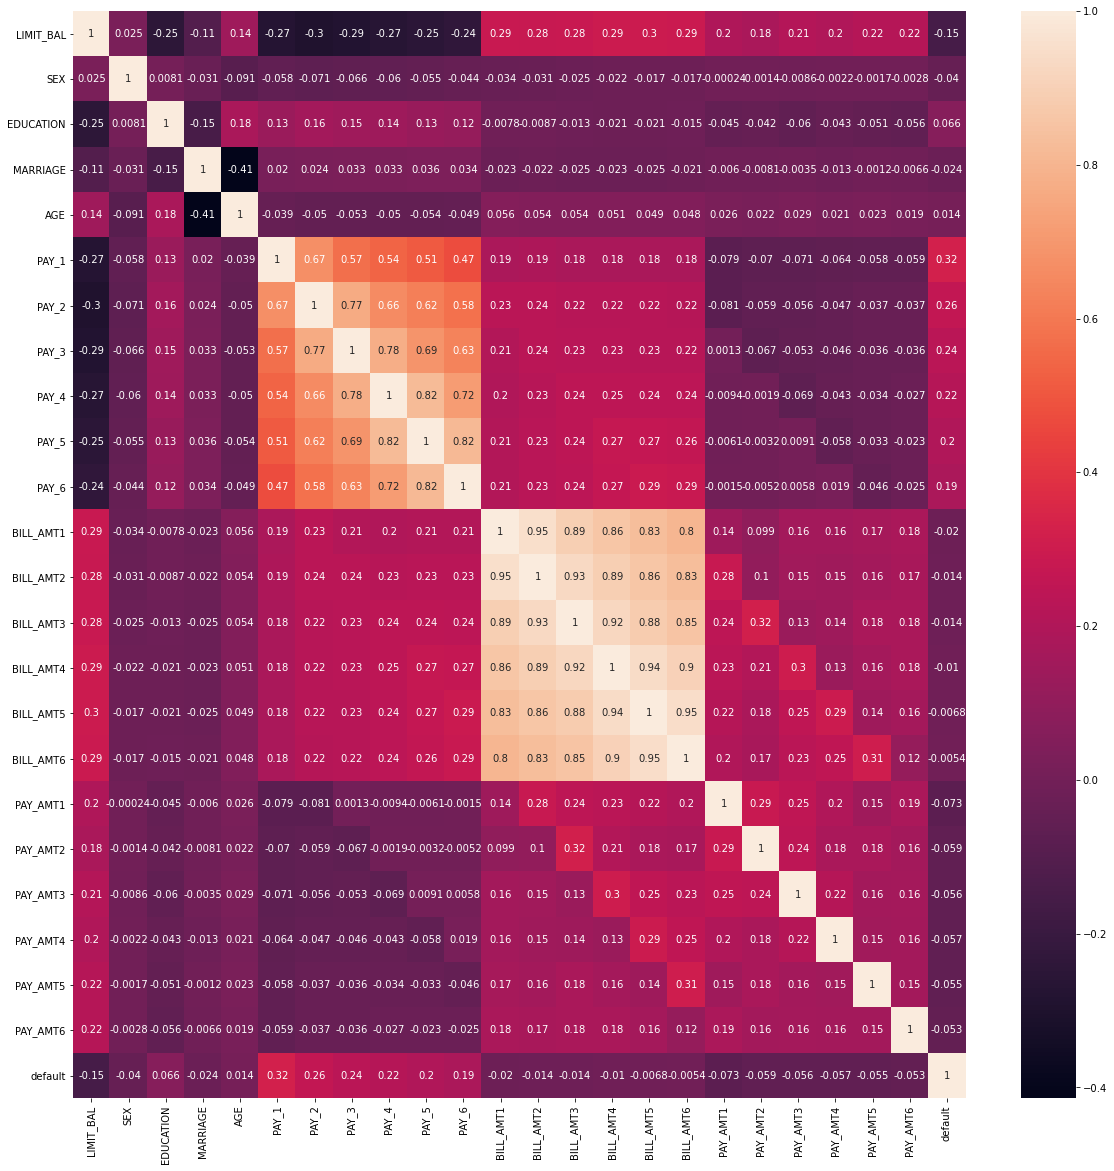 LIMIT_BAL 1 0.025 -0.25 -0.11 0.14 -0.27 -0.3 -0.29 -0.27 -0.25 -0.24 0.29 0.28 0.28 0.29 0.3 0.29 0.2 0.18 0.21 0.2 0.22 0.22 -0.15
SEX 0.025 1 0.0081 -0.031 -0.091 -0.058 -0.071 -0.066 -0.06 -0.055 -0.044 -0.034 -0.031 -0.025 -0.022 -0.017 -0.017 -0.00024 -0.0014 -0.0086 -0.0022 -0.0017 -0.0028 -0.04
EDUCATION -0.25 0.0081 1 -0.15 0.18 0.13 0.16 0.15 0.14 0.13 0.12 -0.0078 -0.0087 -0.013 -0.021 -0.021 -0.015 -0.045 -0.042 -0.06 -0.043 -0.051 -0.056 0.066
MARRIAGE -0.11 -0.031 -0.15 1 -0.41 0.02 0.024 0.033 0.033 0.036 0.034 -0.023 -0.022 -0.025 -0.023 -0.025 -0.021 -0.006 -0.0081 -0.0035 -0.013 -0.0012 -0.0066 -0.024
AGE 0.14 -0.091 0.18 -0.41 1 -0.039 -0.05 -0.053 -0.05 -0.054 -0.049 0.056 0.054 0.054 0.051 0.049 0.048 0.026 0.022 0.029 0.021 0.023 0.019 0.014
PAY_1 -0.27 -0.058 0.13 0.02 -0.039 1 0.67 0.57 0.54 0.51 0.47 0.19 0.19 0.18 0.18 0.18 0.18 -0.079 -0.07 -0.071 -0.064 -0.058 -0.059 0.32
PAY_2 -0.3 -0.071 0.16 0.024 -0.05 0.67 1 0.77 0.66 0.62 0.58 0.23 0.24 0.22 0.22 0.22 0.22 -0.081 -0.059 -0.056 -0.047 -0.037 -0.037 0.26
PAY_3 -0.29 -0.066 0.15 0.033 -0.053 0.57 0.77 1 0.78 0.69 0.63 0.21 0.24 0.23 0.23 0.23 0.22 0.0013 -0.067 -0.053 -0.046 -0.036 -0.036 0.24
PAY_4 -0.27 -0.06 0.14 0.033 -0.05 0.54 0.66 0.78 1 0.82 0.72 0.2 0.23 0.24 0.25 0.24 0.24 -0.0094 -0.0019 -0.069 -0.043 -0.034 -0.027 0.22
PAY_5 -0.25 -0.055 0.13 0.036 -0.054 0.51 0.62 0.69 0.82 1 0.82 0.21 0.23 0.24 0.27 0.27 0.26 -0.0061 -0.0032 0.0091 -0.058 -0.033 -0.023 0.2
PAY_6 -0.24 -0.044 0.12 0.034 -0.049 0.47 0.58 0.63 0.72 0.82 1 0.21 0.23 0.24 0.27 0.29 0.29 -0.0015 -0.0052 0.0058 0.019 -0.046 -0.025 0.19
BILL_AMT1 0.29 -0.034 -0.0078 -0.023 0.056 0.19 0.23 0.21 0.2 0.21 0.21 1 0.95 0.89 0.86 0.83 0.8 0.14 0.099 0.16 0.16 0.17 0.18 -0.02
BILL_AMT2 0.28 -0.031 -0.0087 -0.022 0.054 0.19 0.24 0.24 0.23 0.23 0.23 0.95 1 0.93 0.89 0.86 0.83 0.28 0.1 0.15 0.15 0.16 0.17 -0.014
BILL_AMT3 0.28 -0.025 -0.013 -0.025 0.054 0.18 0.22 0.23 0.24 0.24 0.24 0.89 0.93 1 0.92 0.88 0.85 0.24 0.32 0.13 0.14 0.18 0.18 -0.014
BILL_AMT4 0.29 -0.022 -0.021 -0.023 0.051 0.18 0.22 0.23 0.25 0.27 0.27 0.86 0.89 0.92 1 0.94 0.9 0.23 0.21 0.3 0.13 0.16 0.18 -0.01
BILL_AMT5 0.3 -0.017 -0.021 -0.025 0.049 0.18 0.22 0.23 0.24 0.27 0.29 0.83 0.86 0.88 0.94 1 0.95 0.22 0.18 0.25 0.29 0.14 0.16 -0.0068
BILL_AMT6 0.29 -0.017 -0.015 -0.021 0.048 0.18 0.22 0.22 0.24 0.26 0.29 0.8 0.83 0.85 0.9 0.95 1 0.2 0.17 0.23 0.25 0.31 0.12 -0.0054
PAY_AMT1 0.2 -0.00024 -0.045 -0.006 0.026 -0.079 -0.081 0.0013 -0.0094 -0.0061 -0.0015 0.14 0.28 0.24 0.23 0.22 0.2 1 0.29 0.25 0.2 0.15 0.19 -0.073
PAY_AMT2 0.18 -0.0014 -0.042 -0.0081 0.022 -0.07 -0.059 -0.067 -0.0019 -0.0032 -0.0052 0.099 0.1 0.32 0.21 0.18 0.17 0.29 1 0.24 0.18 0.18 0.16 -0.059
PAY_AMT3 0.21 -0.0086 -0.06 -0.0035 0.029 -0.071 -0.056 -0.053 -0.069 0.0091 0.0058 0.16 0.15 0.13 0.3 0.25 0.23 0.25 0.24 1 0.22 0.16 0.16 -0.056
PAY_AMT4 0.2 -0.0022 -0.043 -0.013 0.021 -0.064 -0.047 -0.046 -0.043 -0.058 0.019 0.16 0.15 0.14 0.13 0.29 0.25 0.2 0.18 0.22 1 0.15 0.16 -0.057
PAY_AMT5 0.22 -0.0017 -0.051 -0.0012 0.023 -0.058 -0.037 -0.036 -0.034 -0.033 -0.046 0.17 0.16 0.18 0.16 0.14 0.31 0.15 0.18 0.16 0.15 1 0.15 -0.055
PAY_AMT6 0.22 -0.0028 -0.056 -0.0066 0.019 -0.059 -0.037 -0.036 -0.027 -0.023 -0.025 0.18 0.17 0.18 0.18 0.16 0.12 0.19 0.16 0.16 0.16 0.15 1 -0.053
default -0.15 -0.04 0.066 -0.024 0.014 0.32 0.26 0.24 0.22 0.2 0.19 -0.02 -0.014 -0.014 -0.01 -0.0068 -0.0054 -0.073 -0.059 -0.056 -0.057 -0.055 -0.053 1
LIMIT_BAL SEX EDUCATION MARRIAGE AGE PAY_1 PAY_2 PAY_3 PAY_4 PAY_5 PAY_6 BILL_AMT1 BILL_AMT2 BILL_AMT3 BILL_AMT4 BILL_AMT5 BILL_AMT6 PAY_AMT1 PAY_AMT2 PAY_AMT3 PAY_AMT4 PAY_AMT5 PAY_AMT6 default
1.0
0.8
0.6
0.4
0.2
0.0
−0.2
−0.4